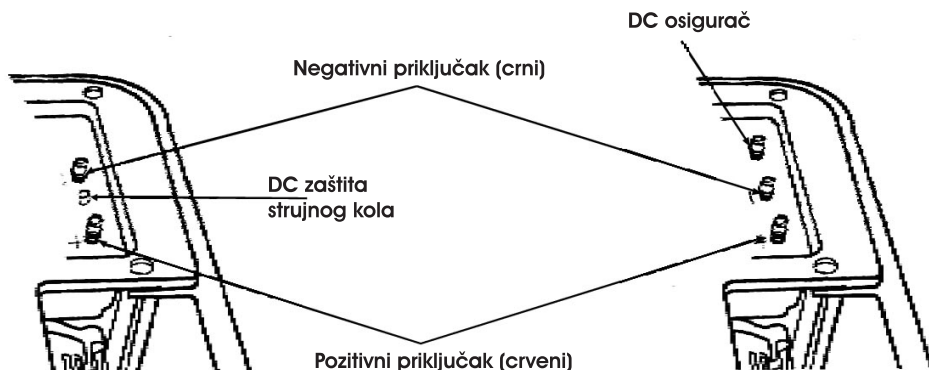 DC osigurač
Negativni priključak (crni)
DC zaštita
strujnog kola
Pozitivni priključak (crveni)